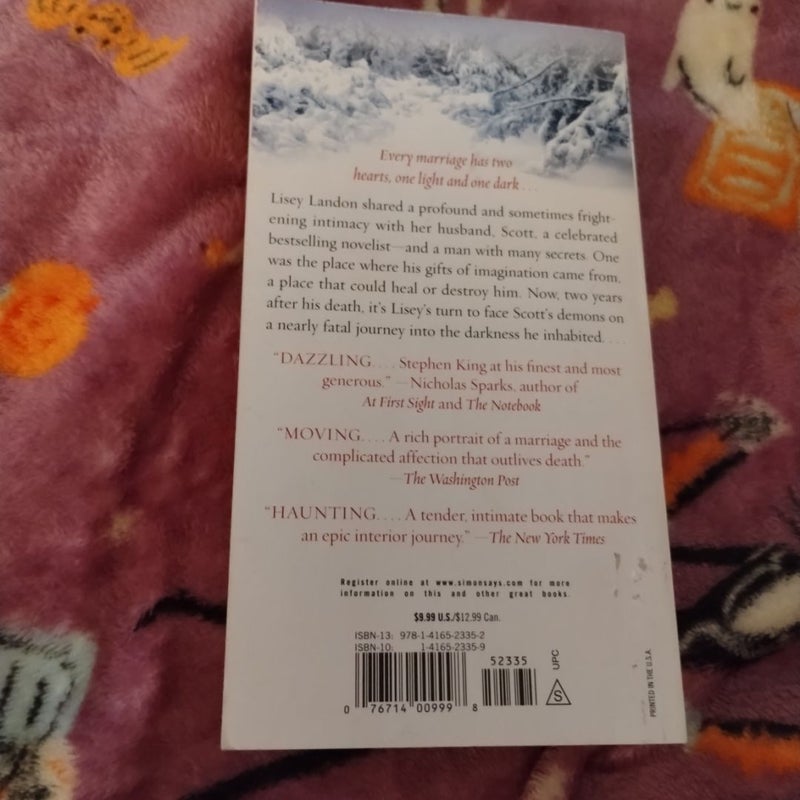 Every marriage has two
hearts, one light and one dark . . .
Lisey Landon shared a profound and sometimes fright-
ening intimacy with her husband, Scott, a celebrated
bestselling novelist—and a man with many secrets. One
was the place where his gifts of imagination came from,
a place that could heal or destroy him. Now, two years
after his death, it's Lisey's turn to face Scott's demons on
a nearly fatal journey into the darkness he inhabited. . . .
"DAZZLING. . . . Stephen King at his finest and most
generous." —Nicholas Sparks, author of
At First Sight and The Notebook
"MOVING. . . . A rich portrait of a marriage and the
complicated affection that outlives death."
—The Washington Post
"HAUNTING. . . . A tender, intimate book that makes
an epic interior journey." —The New York Times
Register online at www.simonsays.com for more
information on this and other great books.
$9.99 U.S./$12.99 Can.
ISBN-13: 978-1-4165-2335-2
ISBN-10: 1-4165-2335-9
52335
UPC
S
0 76714 00999 8
PRINTED IN THE U.S.A.